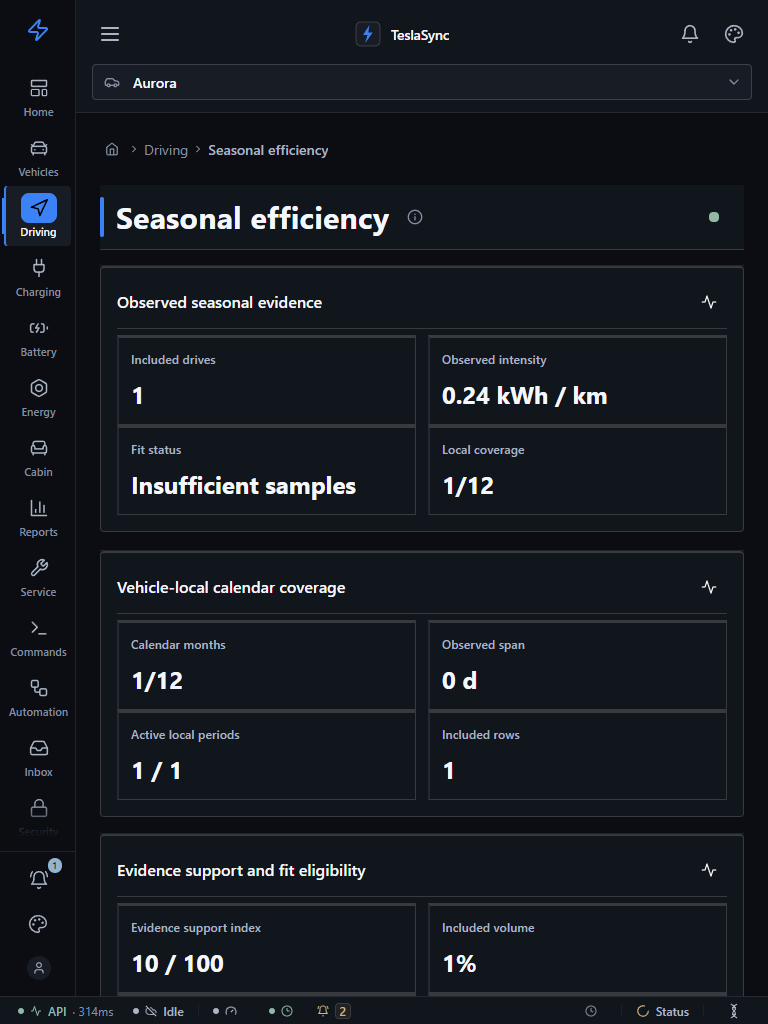 TeslaSync
Aurora
Home
Vehicles
Driving
Charging
Battery
Energy
Cabin
Reports
Service
Commands
Automation
Inbox
Security
1
Driving
Seasonal efficiency
Seasonal efficiency
Observed seasonal evidence
Included drives
1
Observed intensity
0.24 kWh / km
Fit status
Insufficient samples
Local coverage
1/12
Vehicle-local calendar coverage
Calendar months
1/12
Observed span
0 d
Active local periods
1 / 1
Included rows
1
Evidence support and fit eligibility
Evidence support index
10 / 100
Included volume
1%
API · 314ms
Idle
2
Status